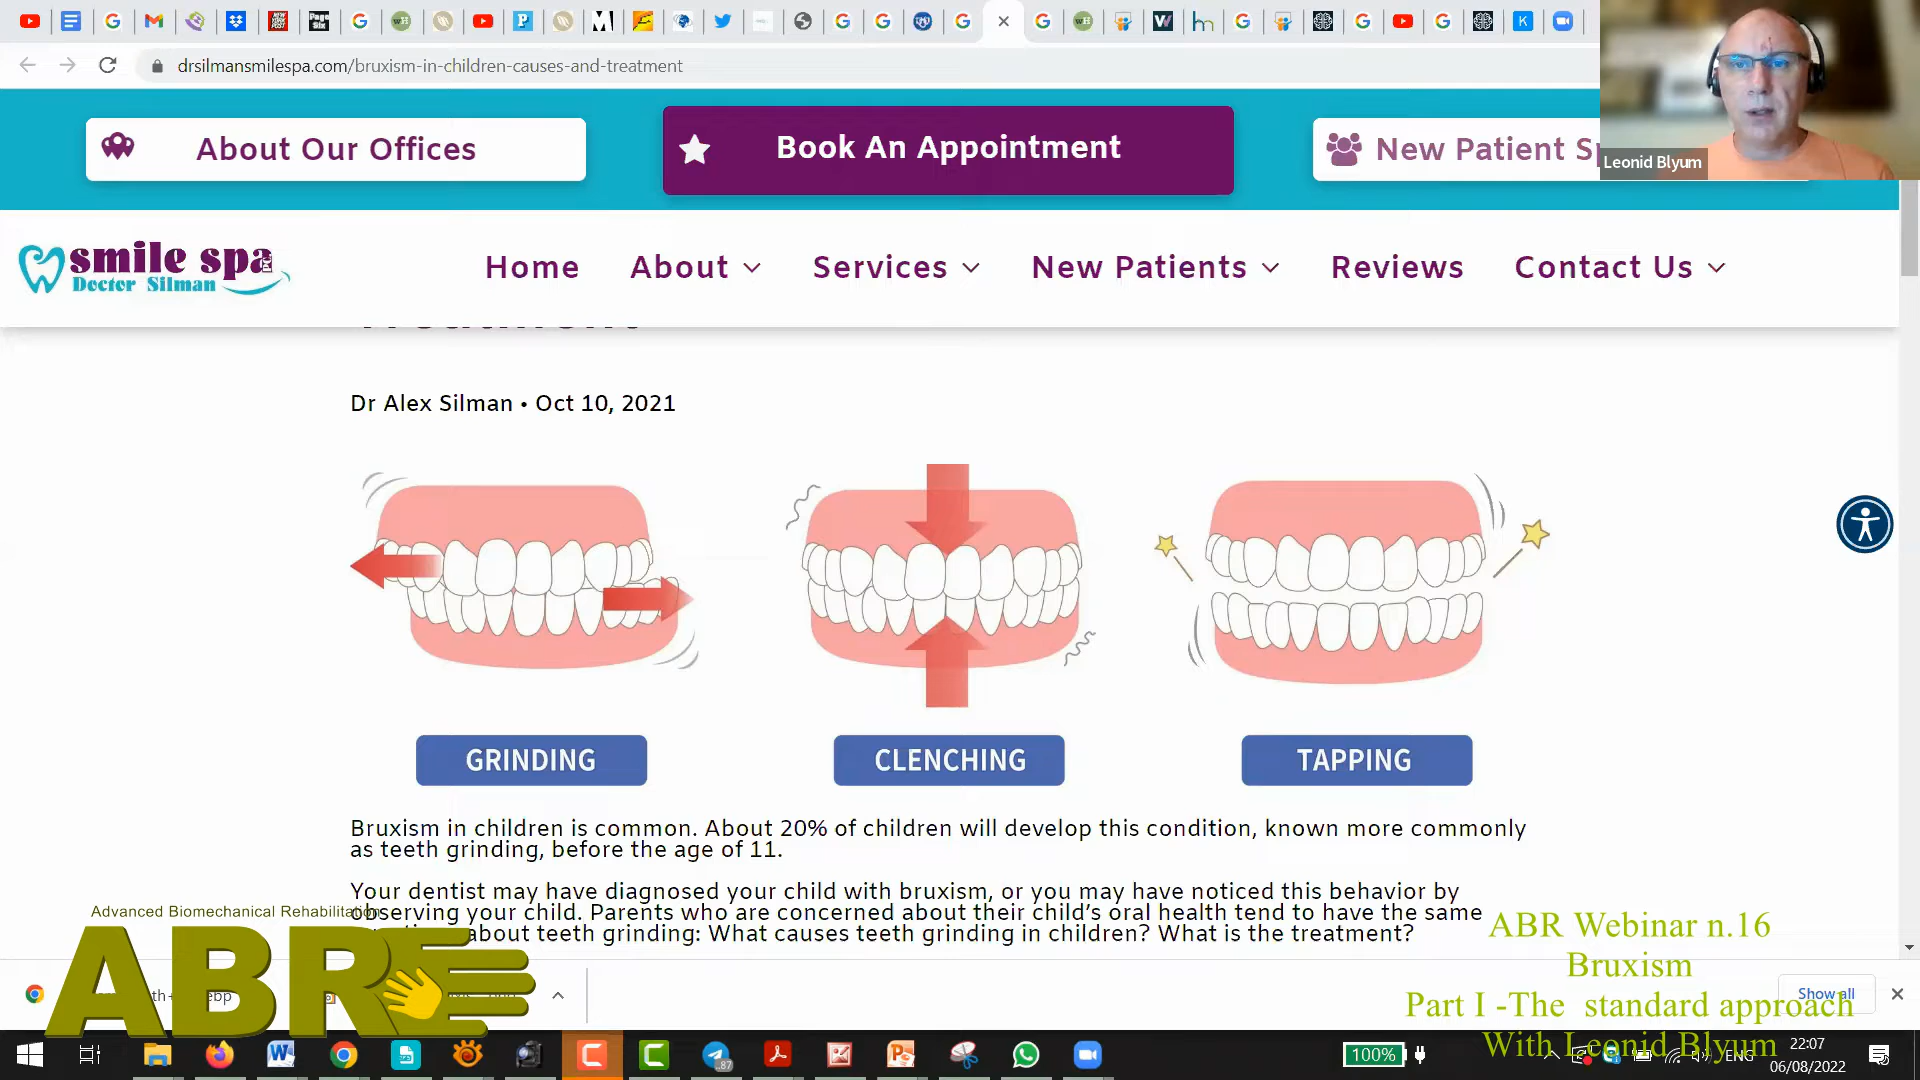 drsilmansmilespa.com/bruxism-in-children-causes-and-treatment
About Our Offices
Book An Appointment
New Patient
Leonid Blyum
smile spa
Doctor Silman
Home
About
Services
New Patients
Reviews
Contact Us
Treatment
Dr Alex Silman • Oct 10, 2021
GRINDING
CLENCHING
TAPPING
Bruxism in children is common. About 20% of children will develop this condition, known more commonly
as teeth grinding, before the age of 11.
Your dentist may have diagnosed your child with bruxism, or you may have noticed this behavior by
observing your child. Parents who are concerned about their child's oral health tend to have the same
about teeth grinding: What causes teeth grinding in children? What is the treatment?
Advanced Biomechanical Rehabilitation
ABR
ABR Webinar n.16
Bruxism
Part I -The standard approach
With Leonid Blyum
Show all
100%
ENG
22:07
06/08/2022